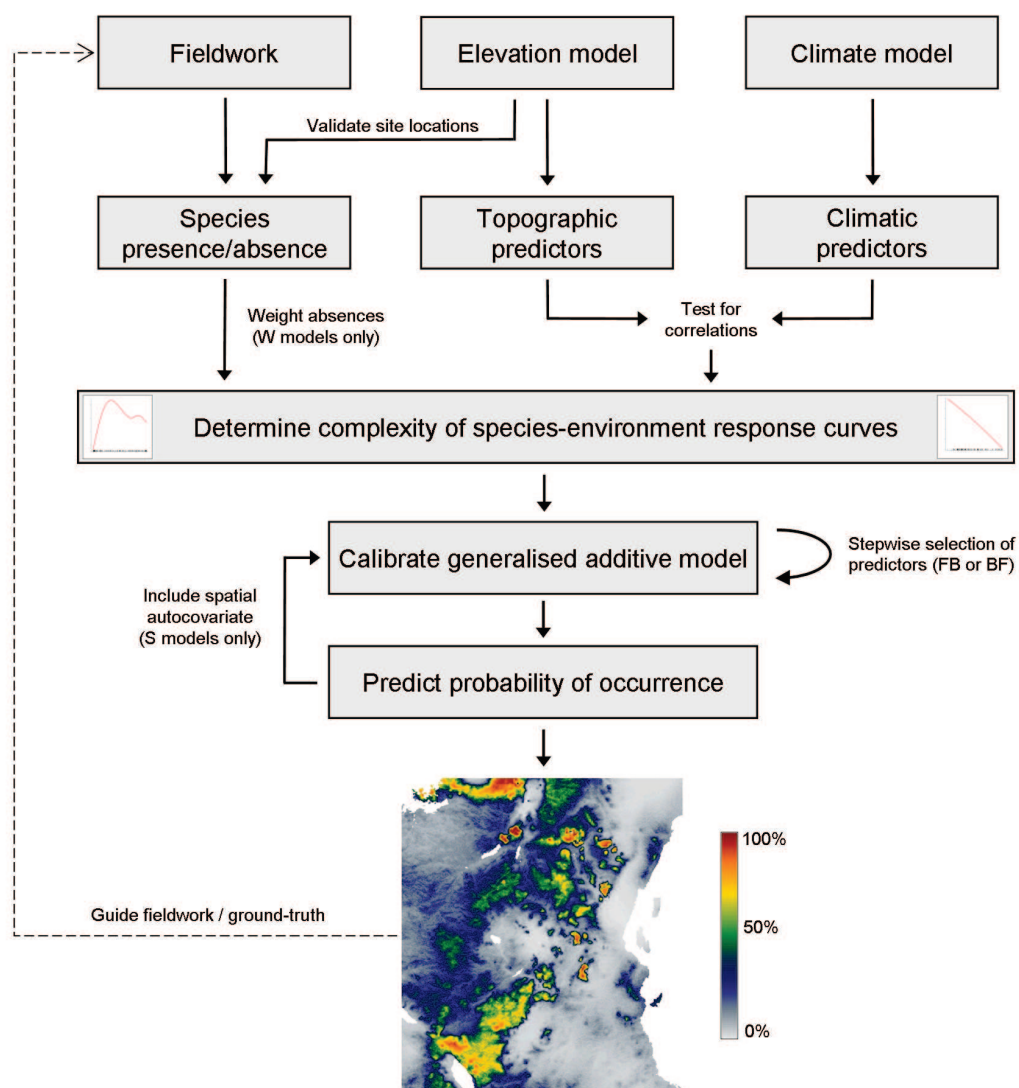 Fieldwork
Elevation model
Climate model
Validate site locations
Species
presence/absence
Topographic
predictors
Climatic
predictors
Weight absences
(W models only)
Test for
correlations
Determine complexity of species-environment response curves
Calibrate generalised additive model
Stepwise selection of
predictors (FB or BF)
Include spatial
autocovariate
(S models only)
Predict probability of occurrence
100%
50%
0%
Guide fieldwork / ground-truth